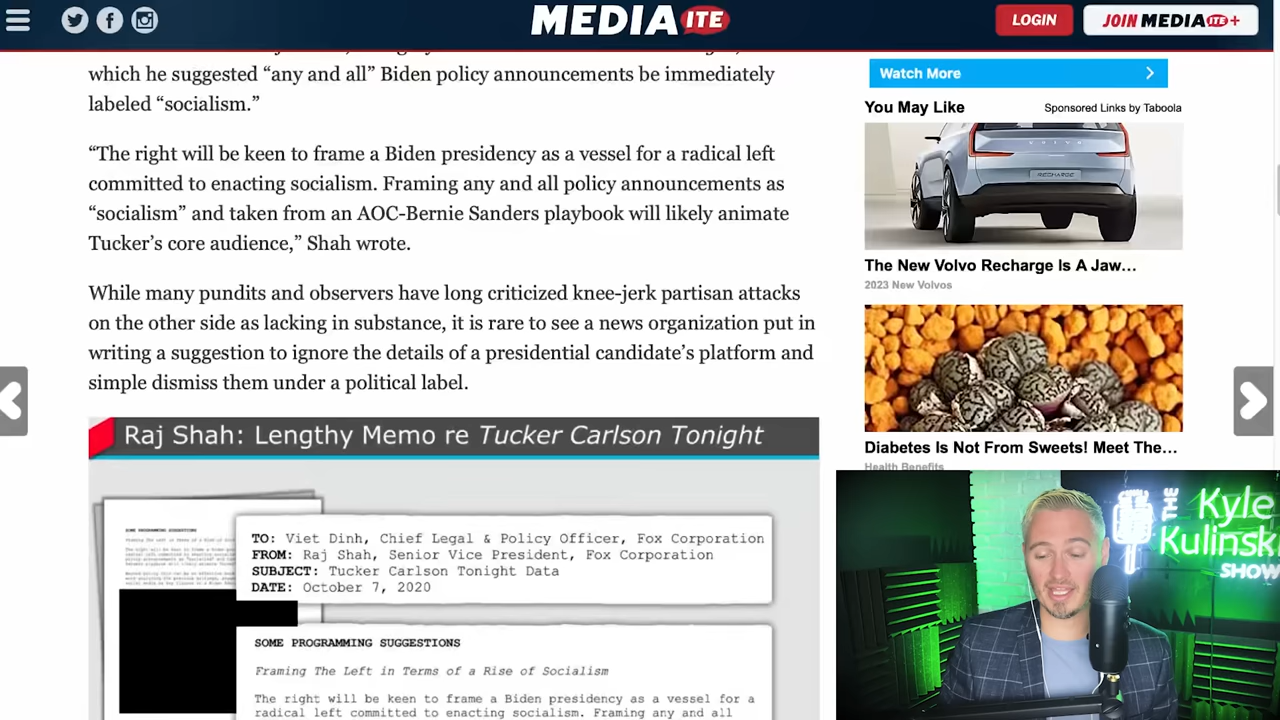 MEDIAITE
LOGIN
JOIN MEDIAITE+
which he suggested “any and all” Biden policy announcements be immediately
labeled “socialism.”
“The right will be keen to frame a Biden presidency as a vessel for a radical left
committed to enacting socialism. Framing any and all policy announcements as
“socialism” and taken from an AOC-Bernie Sanders playbook will likely animate
Tucker’s core audience,” Shah wrote.
While many pundits and observers have long criticized knee-jerk partisan attacks
on the other side as lacking in substance, it is rare to see a news organization put in
writing a suggestion to ignore the details of a presidential candidate’s platform and
simple dismiss them under a political label.
Raj Shah: Lengthy Memo re Tucker Carlson Tonight
SOME PROGRAMMING SUGGESTIONS
TO: Viet Dinh, Chief Legal & Policy Officer, Fox Corporation
FROM: Raj Shah, Senior Vice President, Fox Corporation
SUBJECT: Tucker Carlson Tonight Data
DATE: October 7, 2020
SOME PROGRAMMING SUGGESTIONS
Framing The Left in Terms of a Rise of Socialism
The right will be keen to frame a Biden presidency as a vessel for a
radical left committed to enacting socialism. Framing any and all
Watch More
You May Like
Sponsored Links by Taboola
VOLVO
RECHARGE
The New Volvo Recharge Is A Jaw…
2023 New Volvos
Diabetes Is Not From Sweets! Meet The…
Health Benefits
THE
Kyle
Kulinsk
SHOW